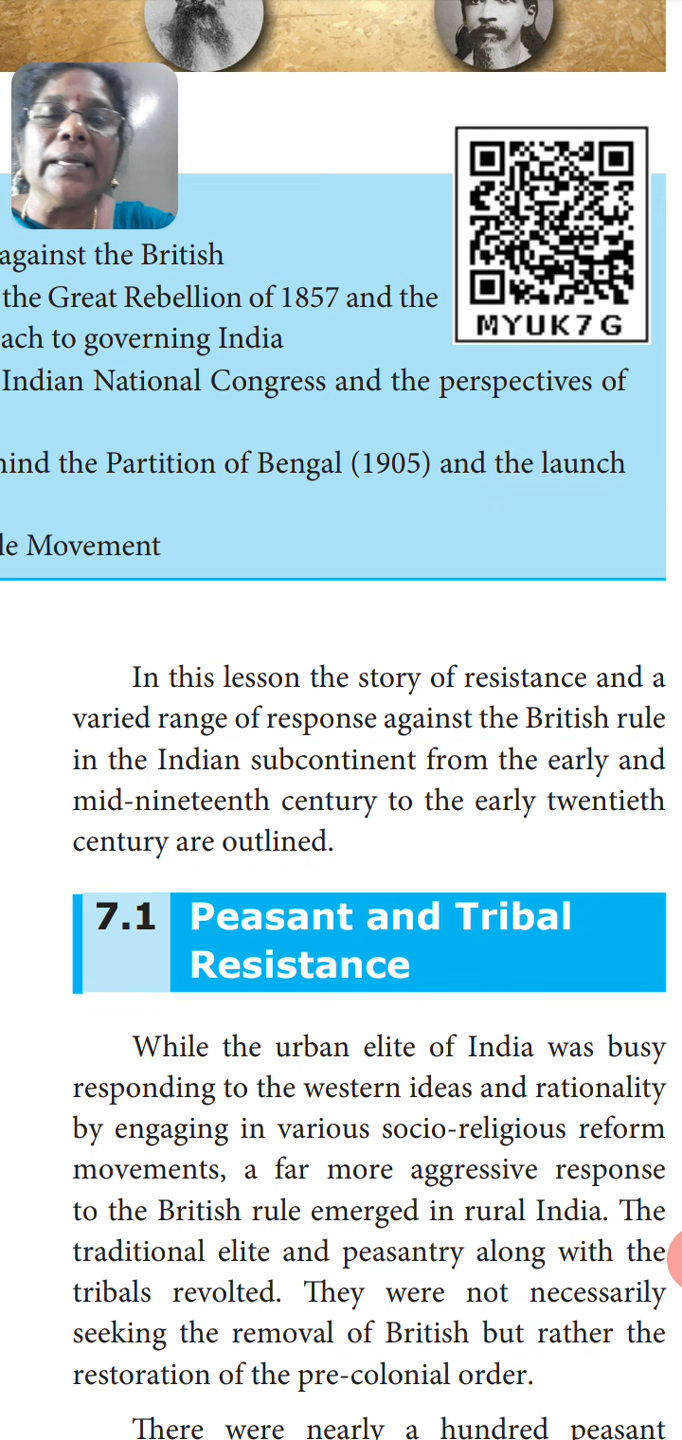 MYUK7G
against the British
the Great Rebellion of 1857 and the
ach to governing India
Indian National Congress and the perspectives of
hind the Partition of Bengal (1905) and the launch
le Movement
In this lesson the story of resistance and a
varied range of response against the British rule
in the Indian subcontinent from the early and
mid-nineteenth century to the early twentieth
century are outlined.
7.1 Peasant and Tribal
Resistance
While the urban elite of India was busy
responding to the western ideas and rationality
by engaging in various socio-religious reform
movements, a far more aggressive response
to the British rule emerged in rural India. The
traditional elite and peasantry along with the
tribals revolted. They were not necessarily
seeking the removal of British but rather the
restoration of the pre-colonial order.
There were nearly a hundred peasant